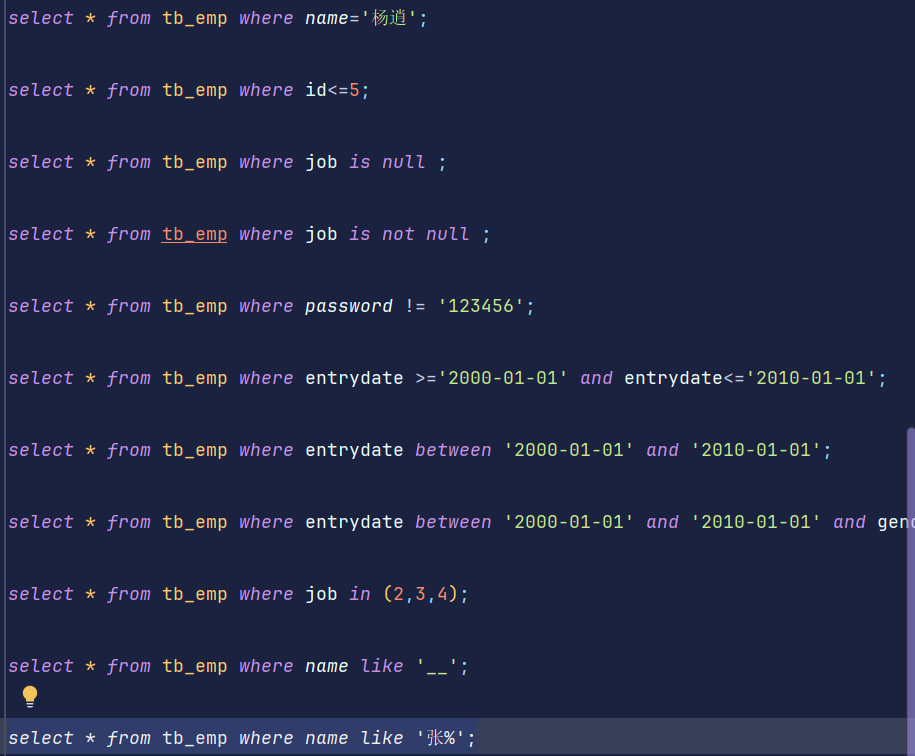 select * from tb_emp where name='杨逍';
select * from tb_emp where id<=5;
select * from tb_emp where job is null ;
select * from tb_emp where job is not null ;
select * from tb_emp where password != '123456';
select * from tb_emp where entrydate >='2000-01-01' and entrydate<='2010-01-01';
select * from tb_emp where entrydate between '2000-01-01' and '2010-01-01';
select * from tb_emp where entrydate between '2000-01-01' and '2010-01-01' and
select * from tb_emp where job in (2,3,4);
select * from tb_emp where name like '__';
select * from tb_emp where name like '张%';